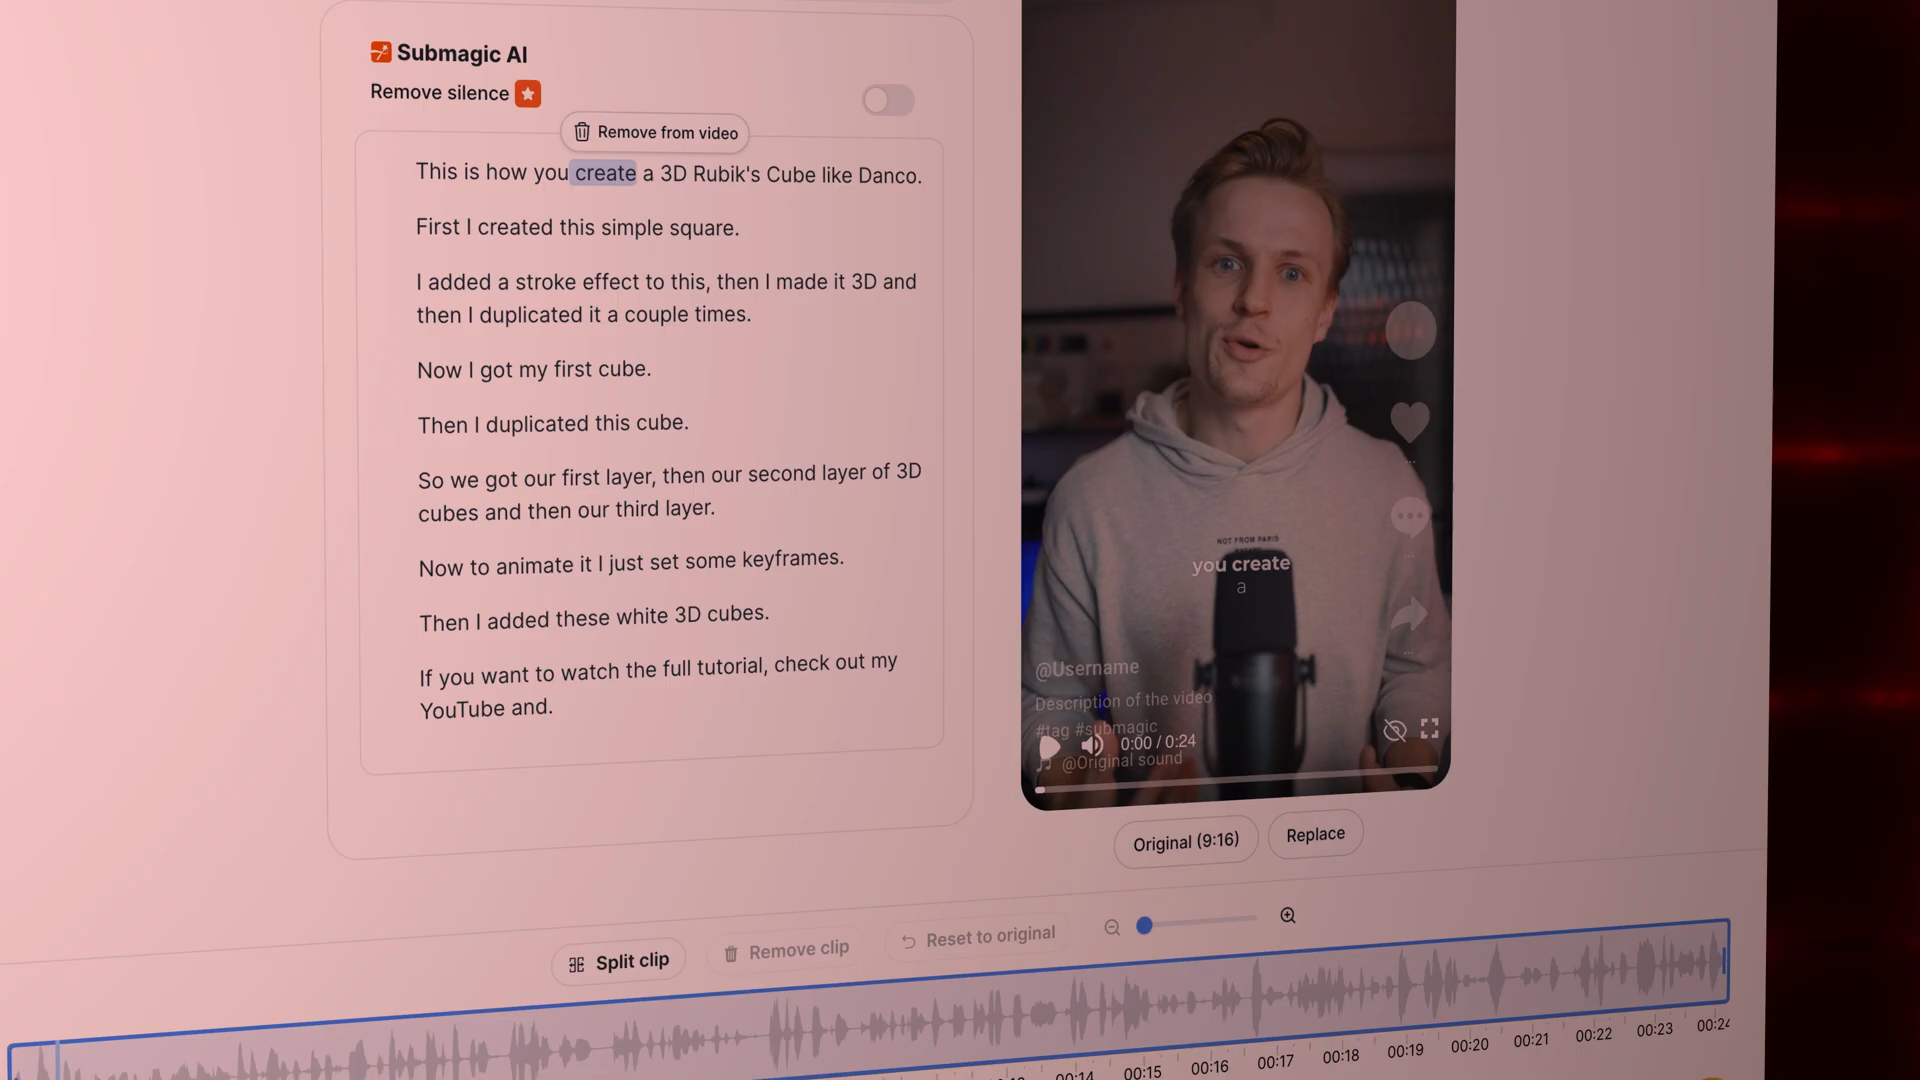 Submagic AI
Remove silence
Remove from video
This is how you create a 3D Rubik's Cube like Danco.
First I created this simple square.
I added a stroke effect to this, then I made it 3D and
then I duplicated it a couple times.
Now I got my first cube.
Then I duplicated this cube.
So we got our first layer, then our second layer of 3D
cubes and then our third layer.
Now to animate it I just set some keyframes.
Then I added these white 3D cubes.
If you want to watch the full tutorial, check out my
YouTube and.
NOT FROM PARIS
you create
a
@Username
Description of the video
#tag #submagic
0:00 / 0:24
@Original sound
Original (9:16)
Replace
Split clip
Remove clip
Reset to original
00:14 00:15 00:16 00:17 00:18 00:19 00:20 00:21 00:22 00:23 00:24